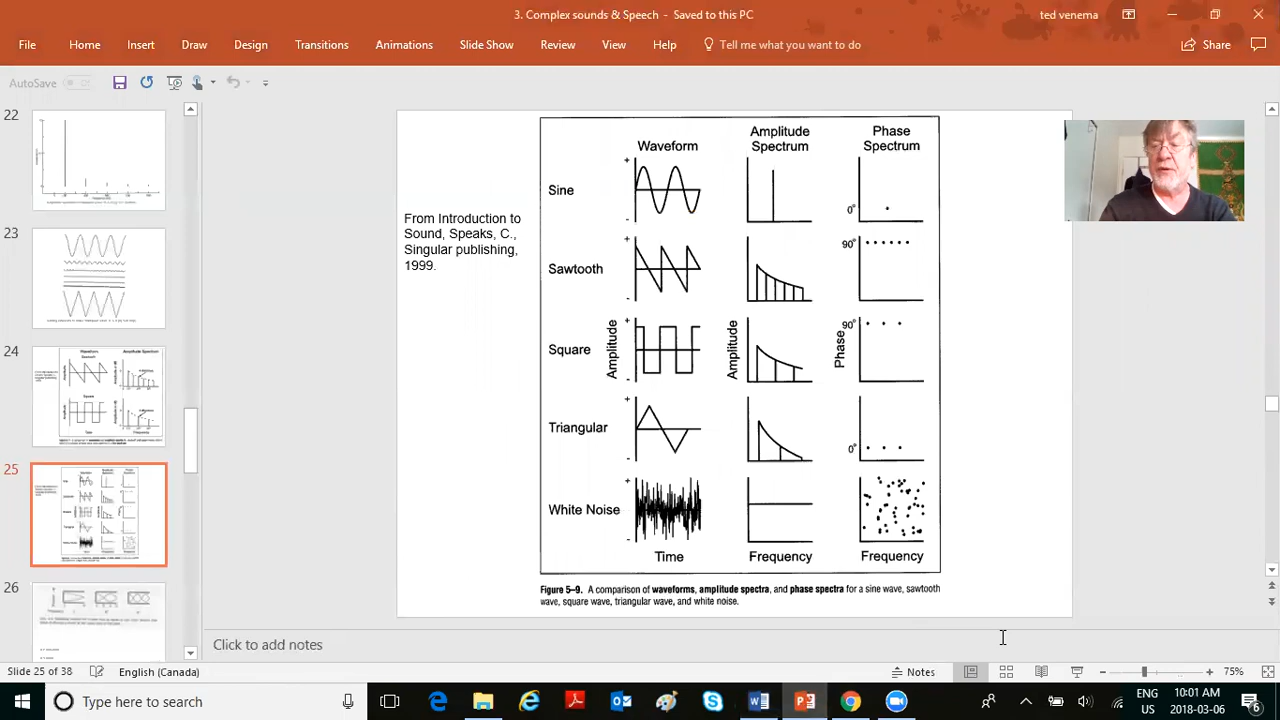 3. Complex sounds & Speech - Saved to this PC
ted venema
File Home Insert Draw Design Transitions Animations Slide Show Review View Help Tell me what you want to do Share
AutoSave
22
23
24
25
26
Waveform
Amplitude Spectrum
Phase Spectrum
From Introduction to
Sound, Speaks, C.,
Singular publishing,
1999.
Sine
+
-
0°
Sawtooth
+
-
90°
Square
+
-
90°
Amplitude
Amplitude
Phase
Triangular
+
-
0°
White Noise
+
-
Time
Frequency
Frequency
Figure 5–9. A comparison of waveforms, amplitude spectra, and phase spectra for a sine wave, sawtooth
wave, square wave, triangular wave, and white noise.
Click to add notes
Slide 25 of 38 English (Canada) Notes 75%
Type here to search
ENG 10:01 AM
US 2018-03-06
6